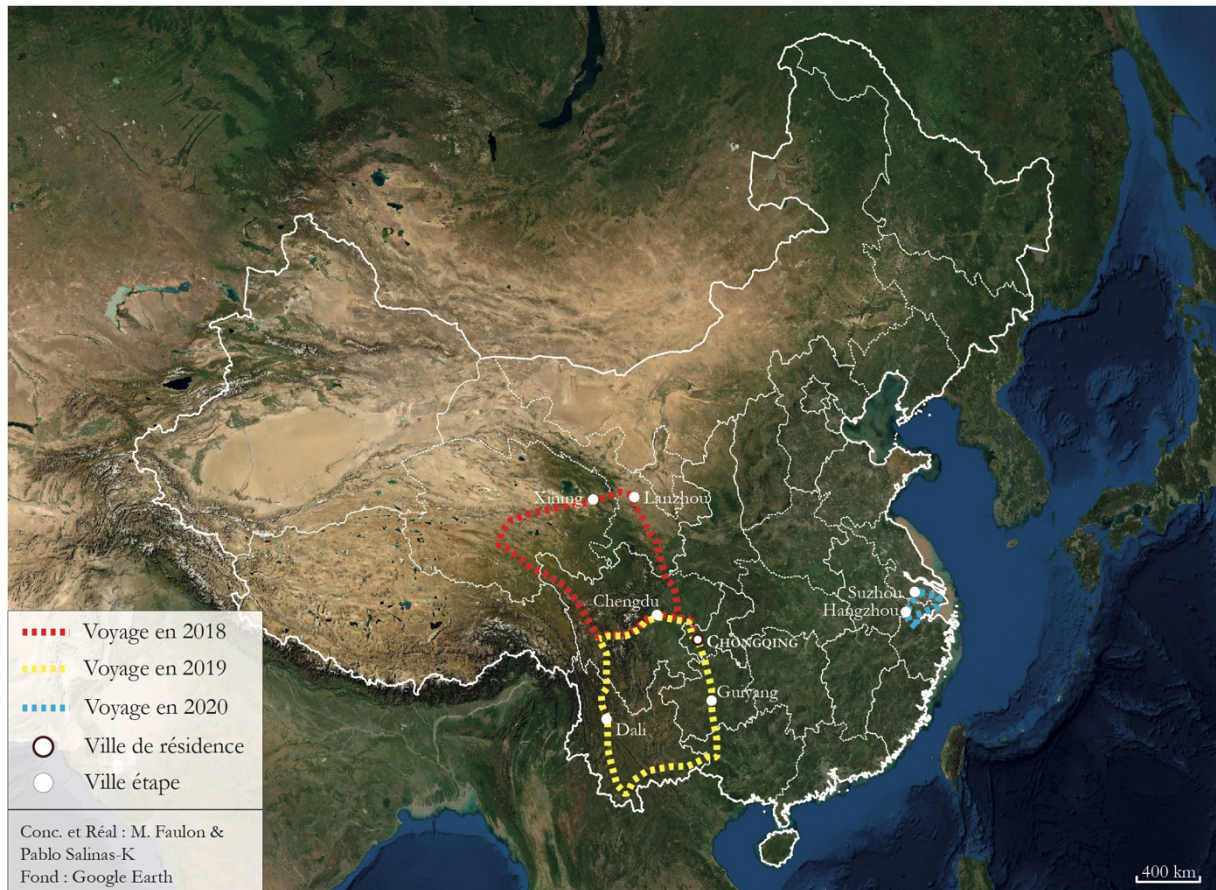 Xining
Lanzhou
Chengdu
CHONGQING
Guiyang
Dali
Suzhou
Hangzhou
Voyage en 2018
Voyage en 2019
Voyage en 2020
Ville de résidence
Ville étape
Conc. et Réal : M. Faulon &
Pablo Salinas-K
Fond : Google Earth
400 km